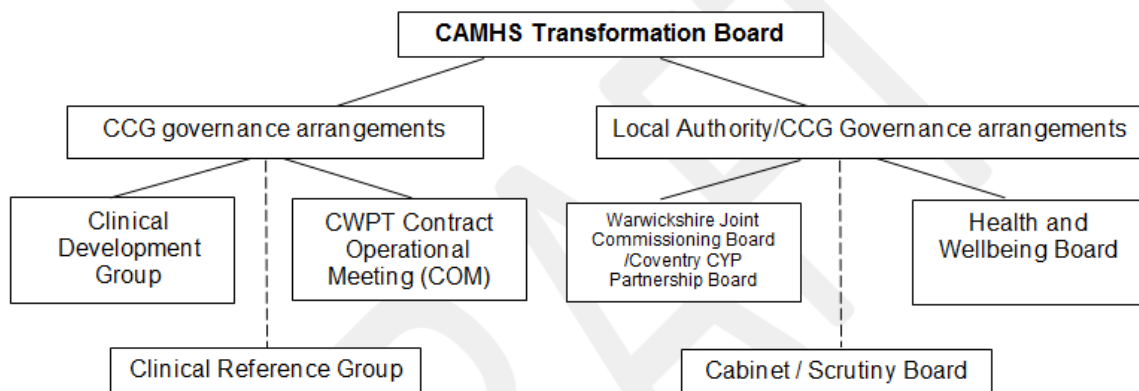 CAMHS Transformation Board
CCG governance arrangements
Local Authority/CCG Governance arrangements
Clinical
Development
Group
CWPT Contract
Operational
Meeting (COM)
Warwickshire Joint
Commissioning Board
/Coventry CYP
Partnership Board
Health and
Wellbeing Board
Clinical Reference Group
Cabinet / Scrutiny Board
DRAFT